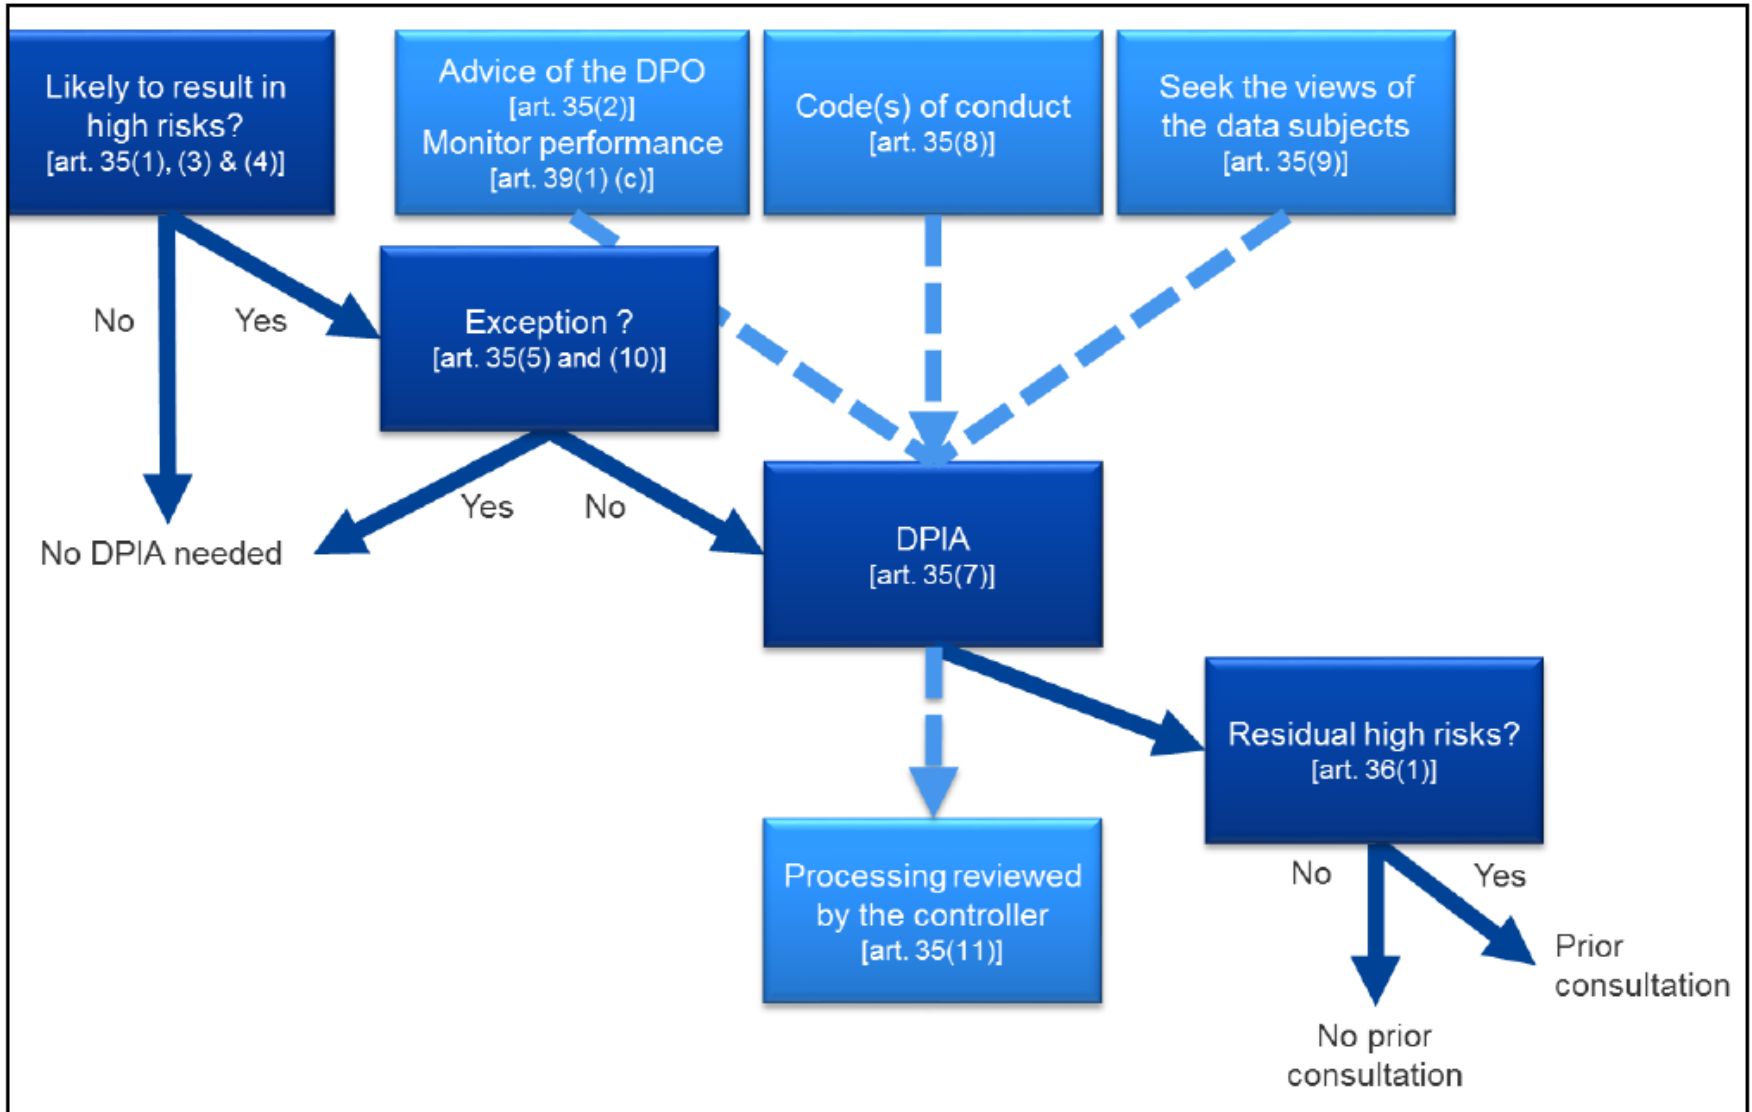 Likely to result in
high risks?
[art. 35(1), (3) & (4)]
Advice of the DPO
[art. 35(2)]
Monitor performance
[art. 39(1) (c)]
Code(s) of conduct
[art. 35(8)]
Seek the views of
the data subjects
[art. 35(9)]
No
Yes
Exception ?
[art. 35(5) and (10)]
Yes
No
No DPIA needed
DPIA
[art. 35(7)]
Residual high risks?
[art. 36(1)]
Processing reviewed
by the controller
[art. 35(11)]
No
Yes
Prior
consultation
No prior
consultation